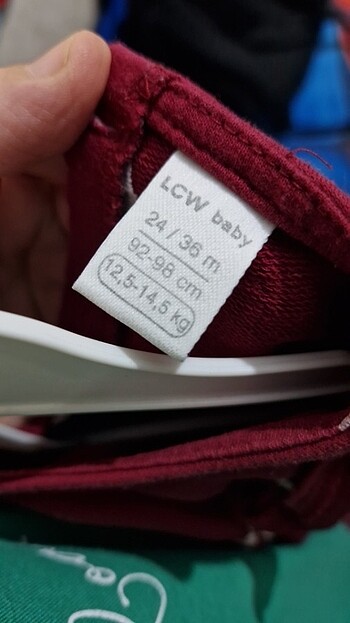 LCW baby
24 / 36 m
92-98 cm
12,5-14,5 kg